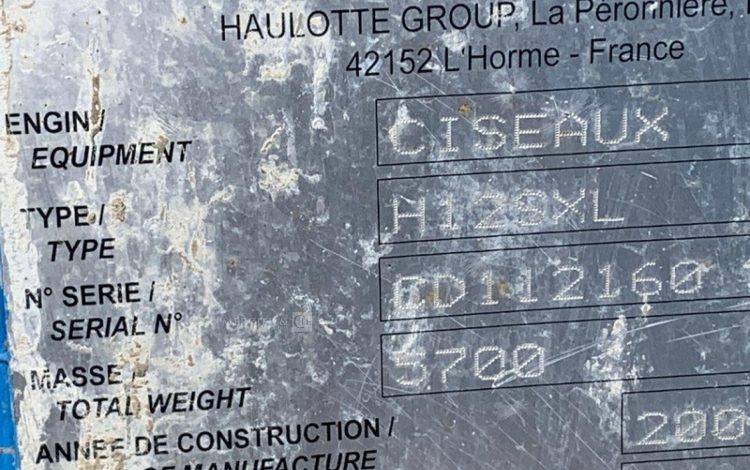 HAULOTTE GROUP, La Péronnière,
42152 L'Horme - France
ENGIN / CISEAUX
EQUIPMENT
TYPE / H12SXL
TYPE
N° SERIE / CD112160
SERIAL N°
MASSE / 5700
TOTAL WEIGHT
ANNEE DE CONSTRUCTION / 200
MANUFACTURE